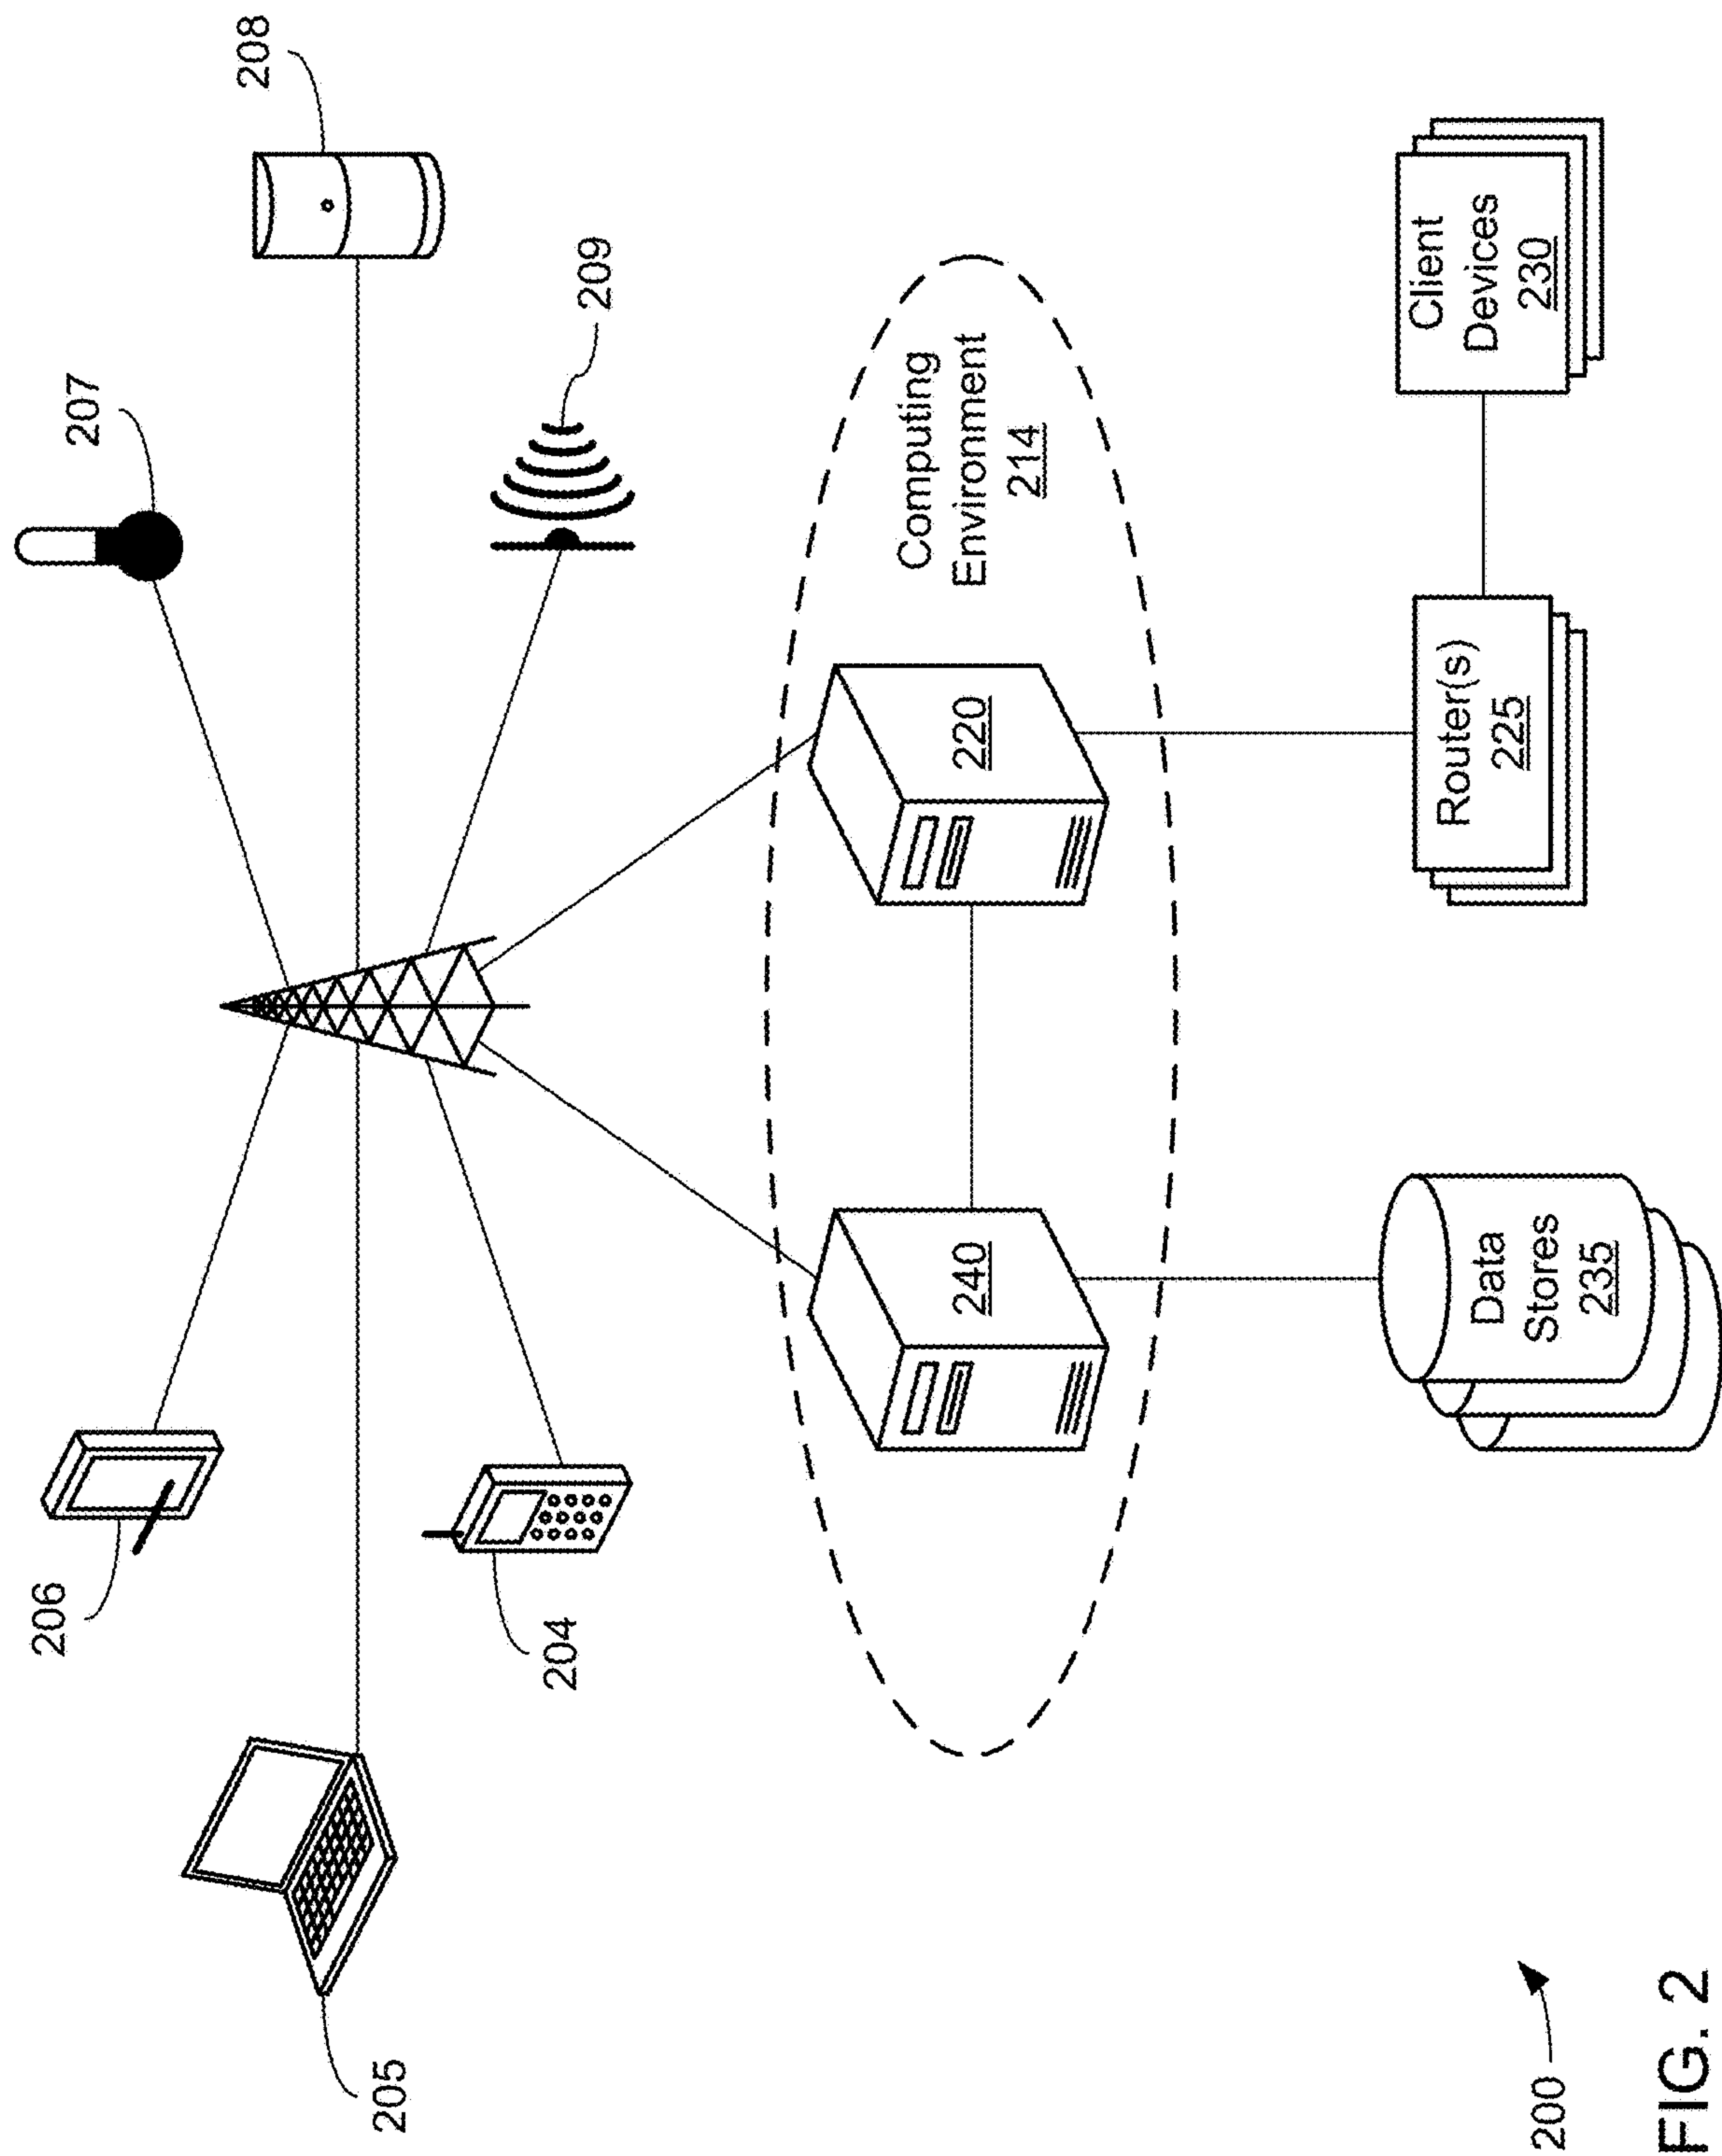 206
207
205
208
204
209
Computing
Environment
214
240
220
Data
Stores
235
Router(s)
225
Client
Devices
230
200
FIG. 2